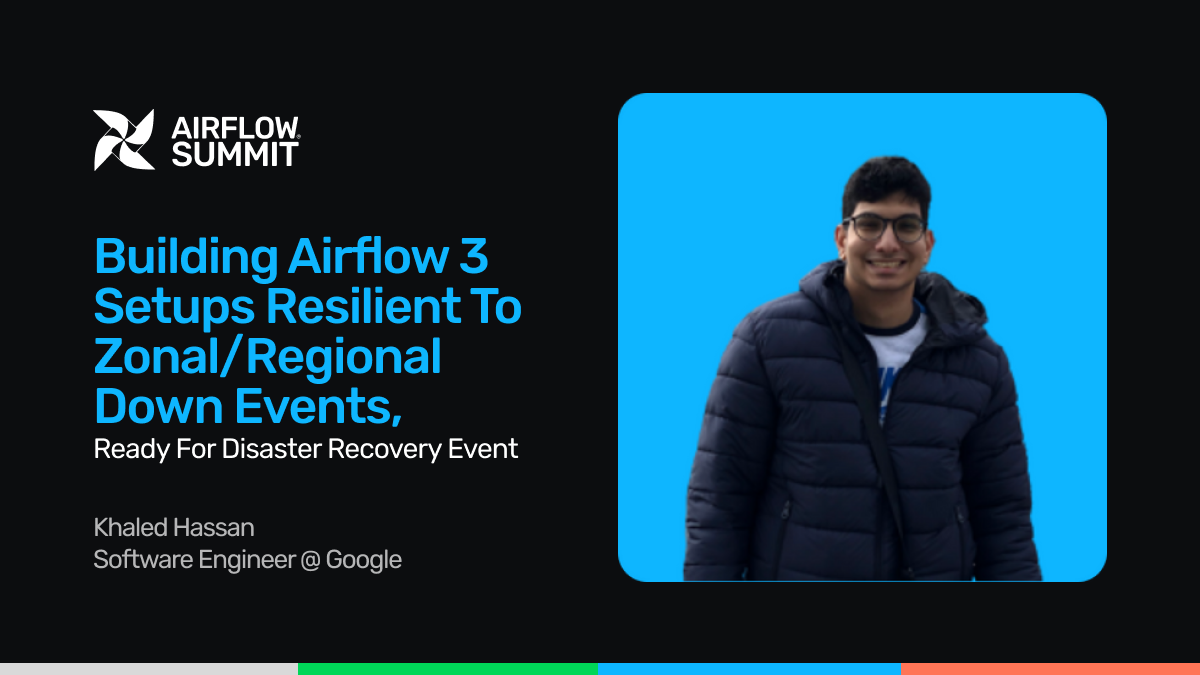 AIRFLOW
SUMMIT
Building Airflow 3
Setups Resilient To
Zonal/Regional
Down Events,
Ready For Disaster Recovery Event
Khaled Hassan
Software Engineer @ Google